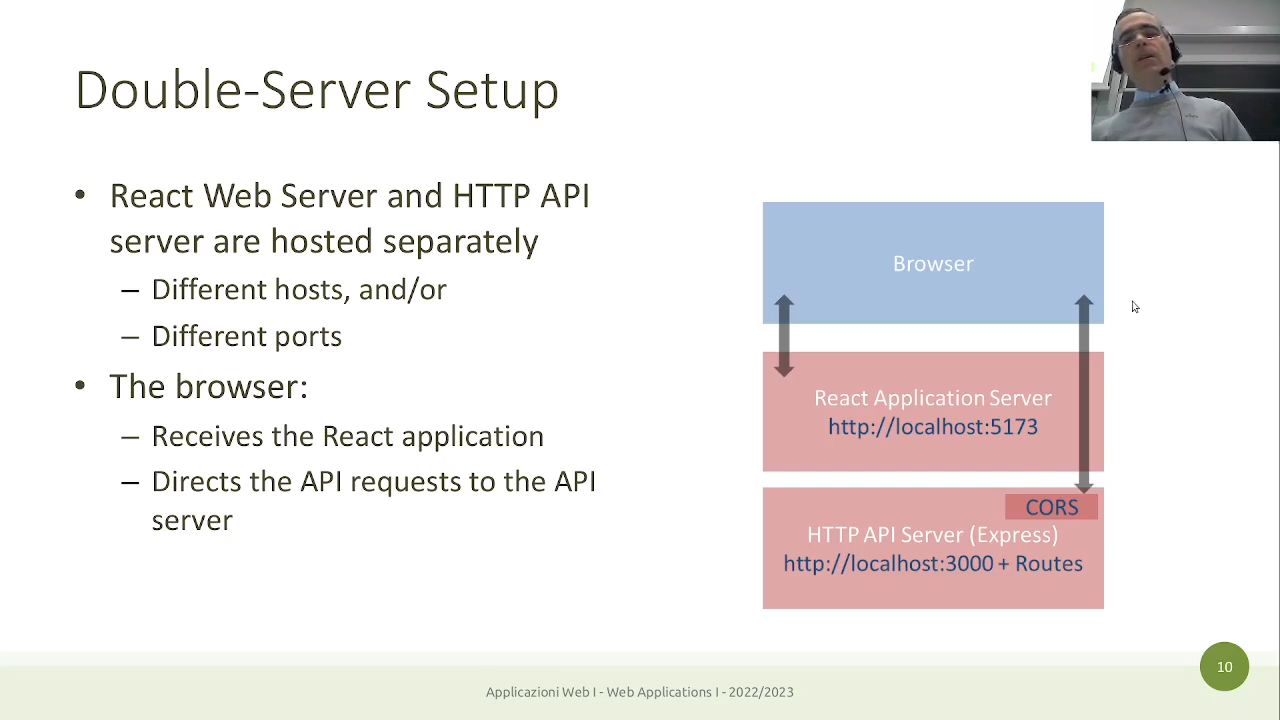 Double-Server Setup
• React Web Server and HTTP API
server are hosted separately
– Different hosts, and/or
– Different ports
• The browser:
– Receives the React application
– Directs the API requests to the API
server
Browser
React Application Server
http://localhost:5173
CORS
HTTP API Server (Express)
http://localhost:3000 + Routes
10
Applicazioni Web I - Web Applications I - 2022/2023